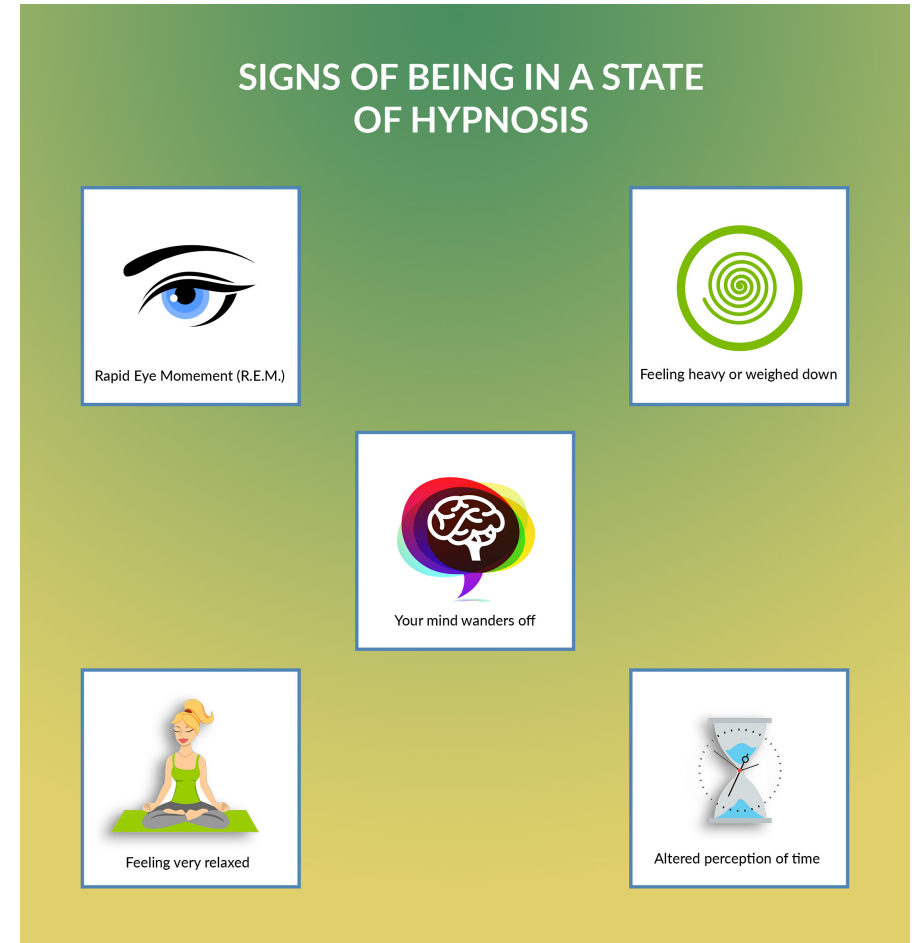 SIGNS OF BEING IN A STATE
OF HYPNOSIS
Rapid Eye Momement (R.E.M.)
Feeling heavy or weighed down
Your mind wanders off
Feeling very relaxed
Altered perception of time